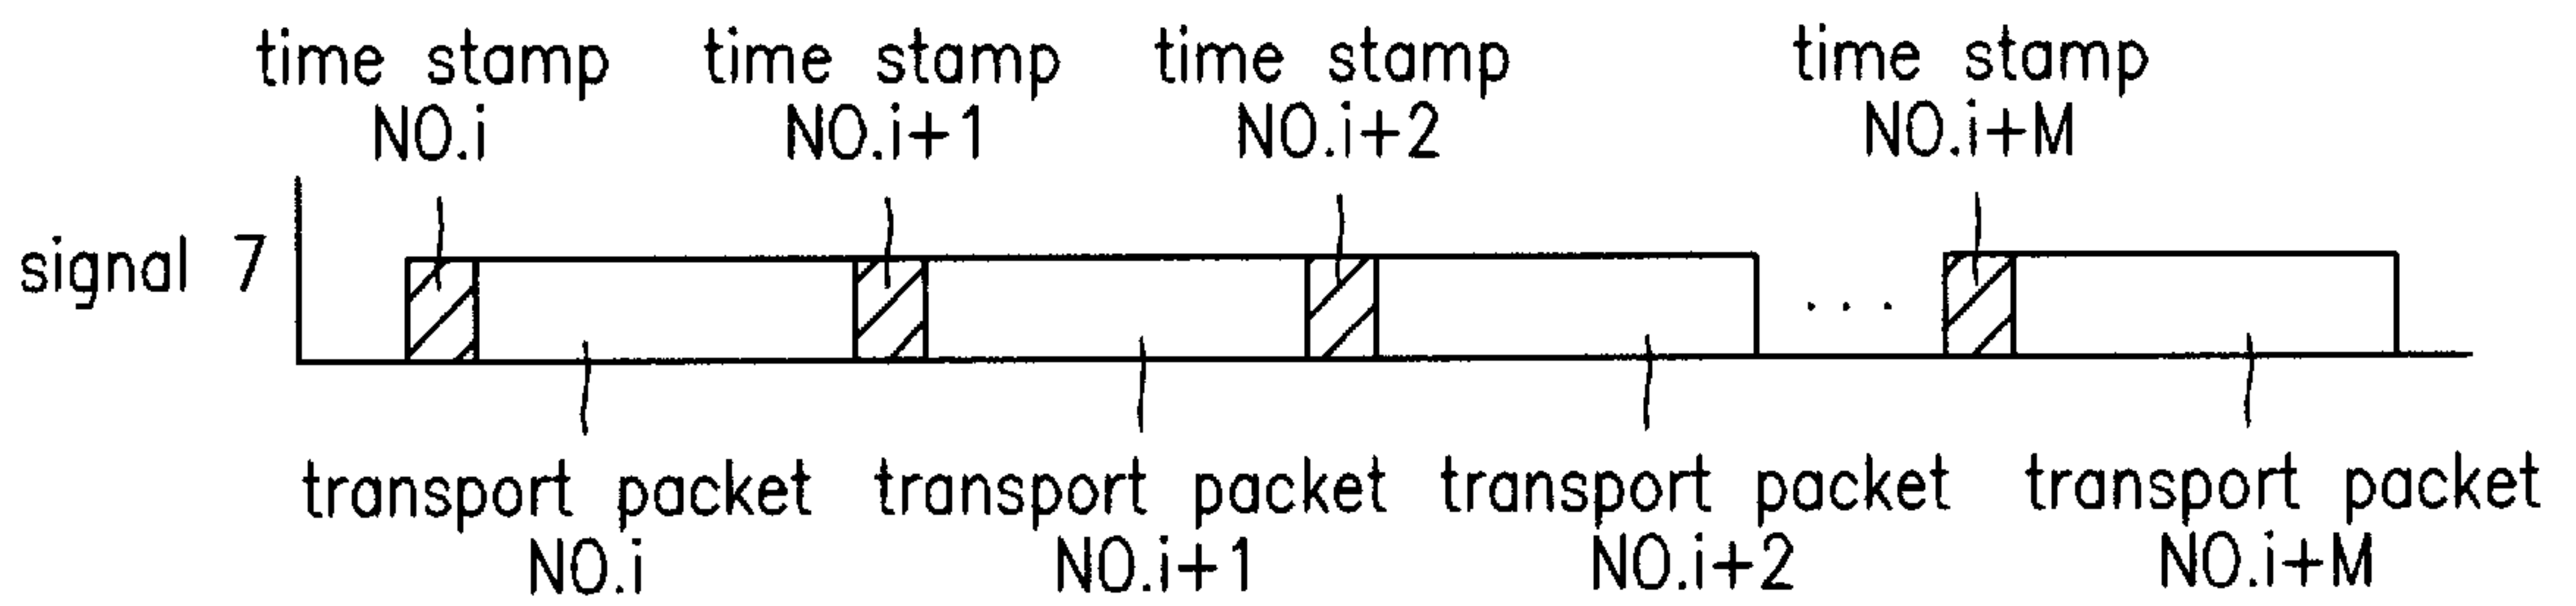 time stamp
NO.i
time stamp
NO.i+1
time stamp
NO.i+2
time stamp
NO.i+M
signal 7
. . .
transport packet
NO.i
transport packet
NO.i+1
transport packet
NO.i+2
transport packet
NO.i+M